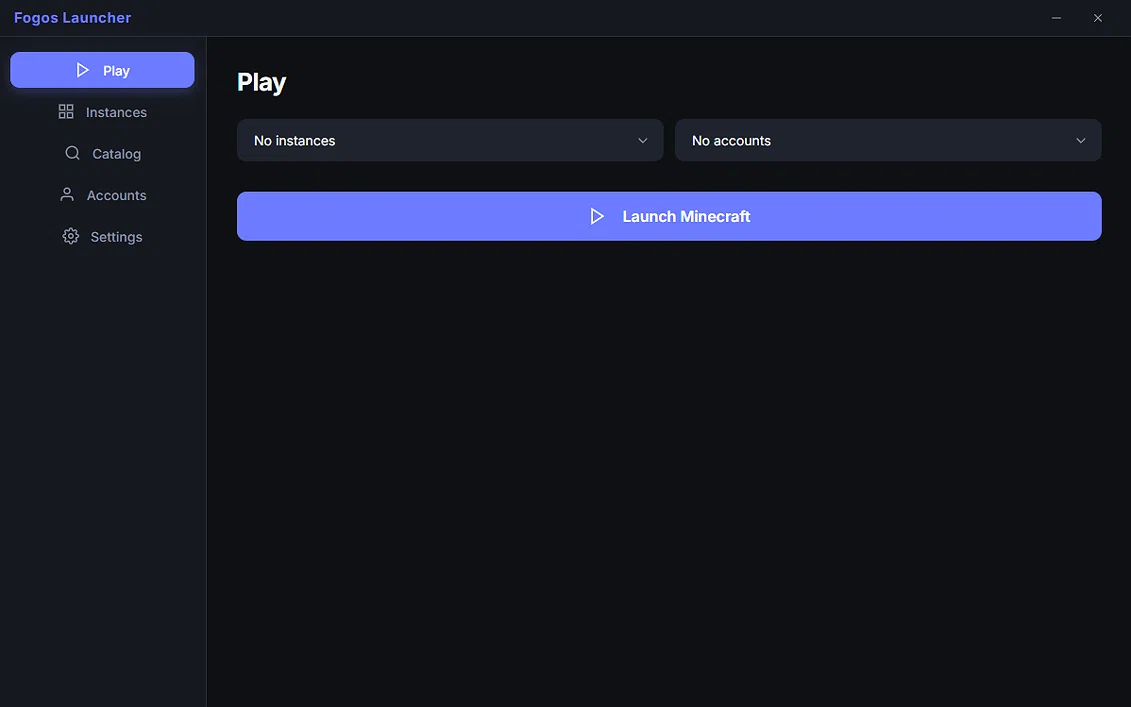 Fogos Launcher
Play
Instances
Catalog
Accounts
Settings
Play
No instances
No accounts
Launch Minecraft